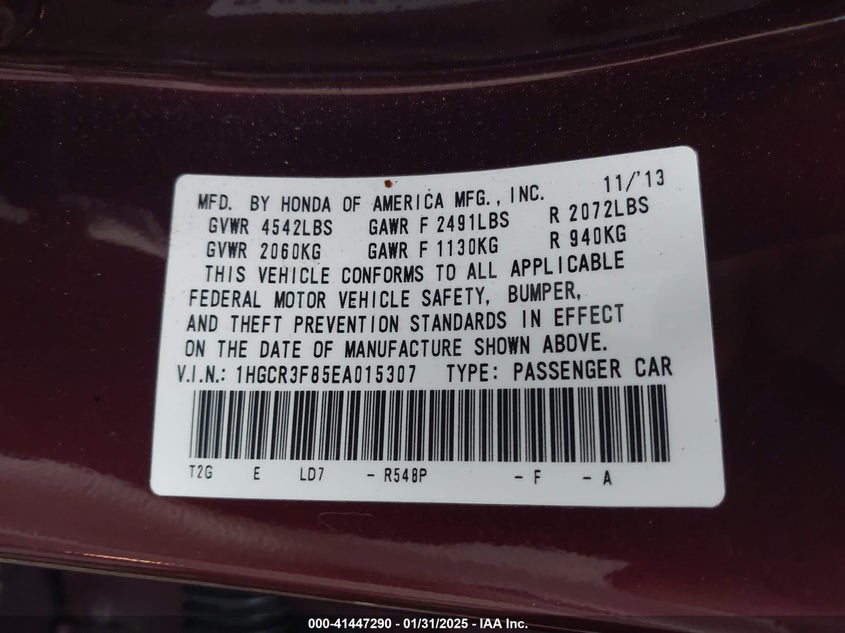 MFD. BY HONDA OF AMERICA MFG., INC. 11/'13
GVWR 4542LBS GAWR F 2491LBS R 2072LBS
GVWR 2060KG GAWR F 1130KG R 940KG
THIS VEHICLE CONFORMS TO ALL APPLICABLE
FEDERAL MOTOR VEHICLE SAFETY, BUMPER,
AND THEFT PREVENTION STANDARDS IN EFFECT
ON THE DATE OF MANUFACTURE SHOWN ABOVE.
V.I.N.: 1HGCR3F85EA015307 TYPE: PASSENGER CAR
T2G E LD7 - R548P - F - A
000-41447290 - 01/31/2025 - IAA Inc.